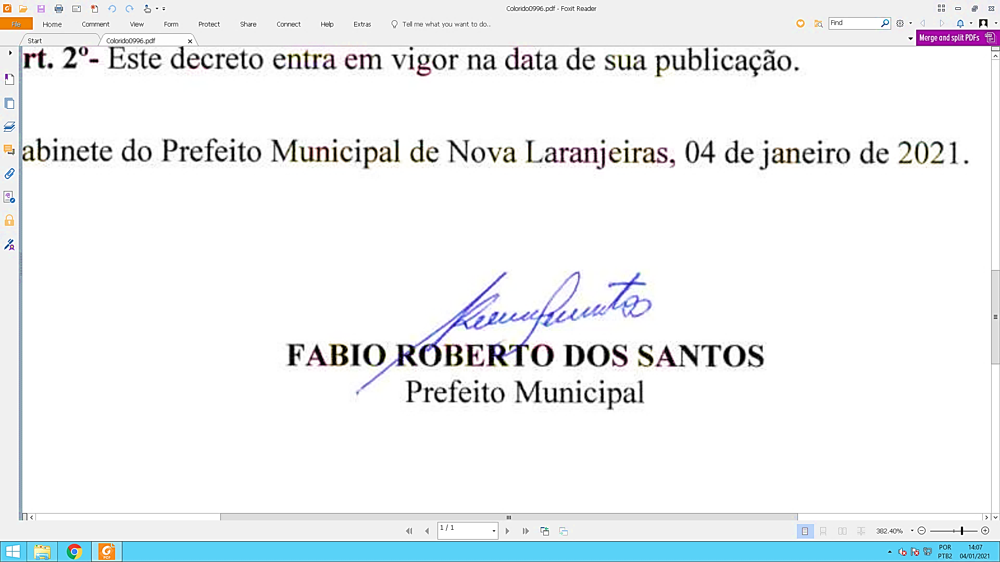 Colorido0996.pdf - Foxit Reader
File Home Comment View Form Protect Share Connect Help Extras Tell me what you want to do.. Find
Start Colorido0996.pdf Merge and split PDFs
rt. 2º- Este decreto entra em vigor na data de sua publicação.
abinete do Prefeito Municipal de Nova Laranjeiras, 04 de janeiro de 2021.
FABIO ROBERTO DOS SANTOS
Prefeito Municipal
1 / 1 382.40%
POR 14:07
PTB2 04/01/2021